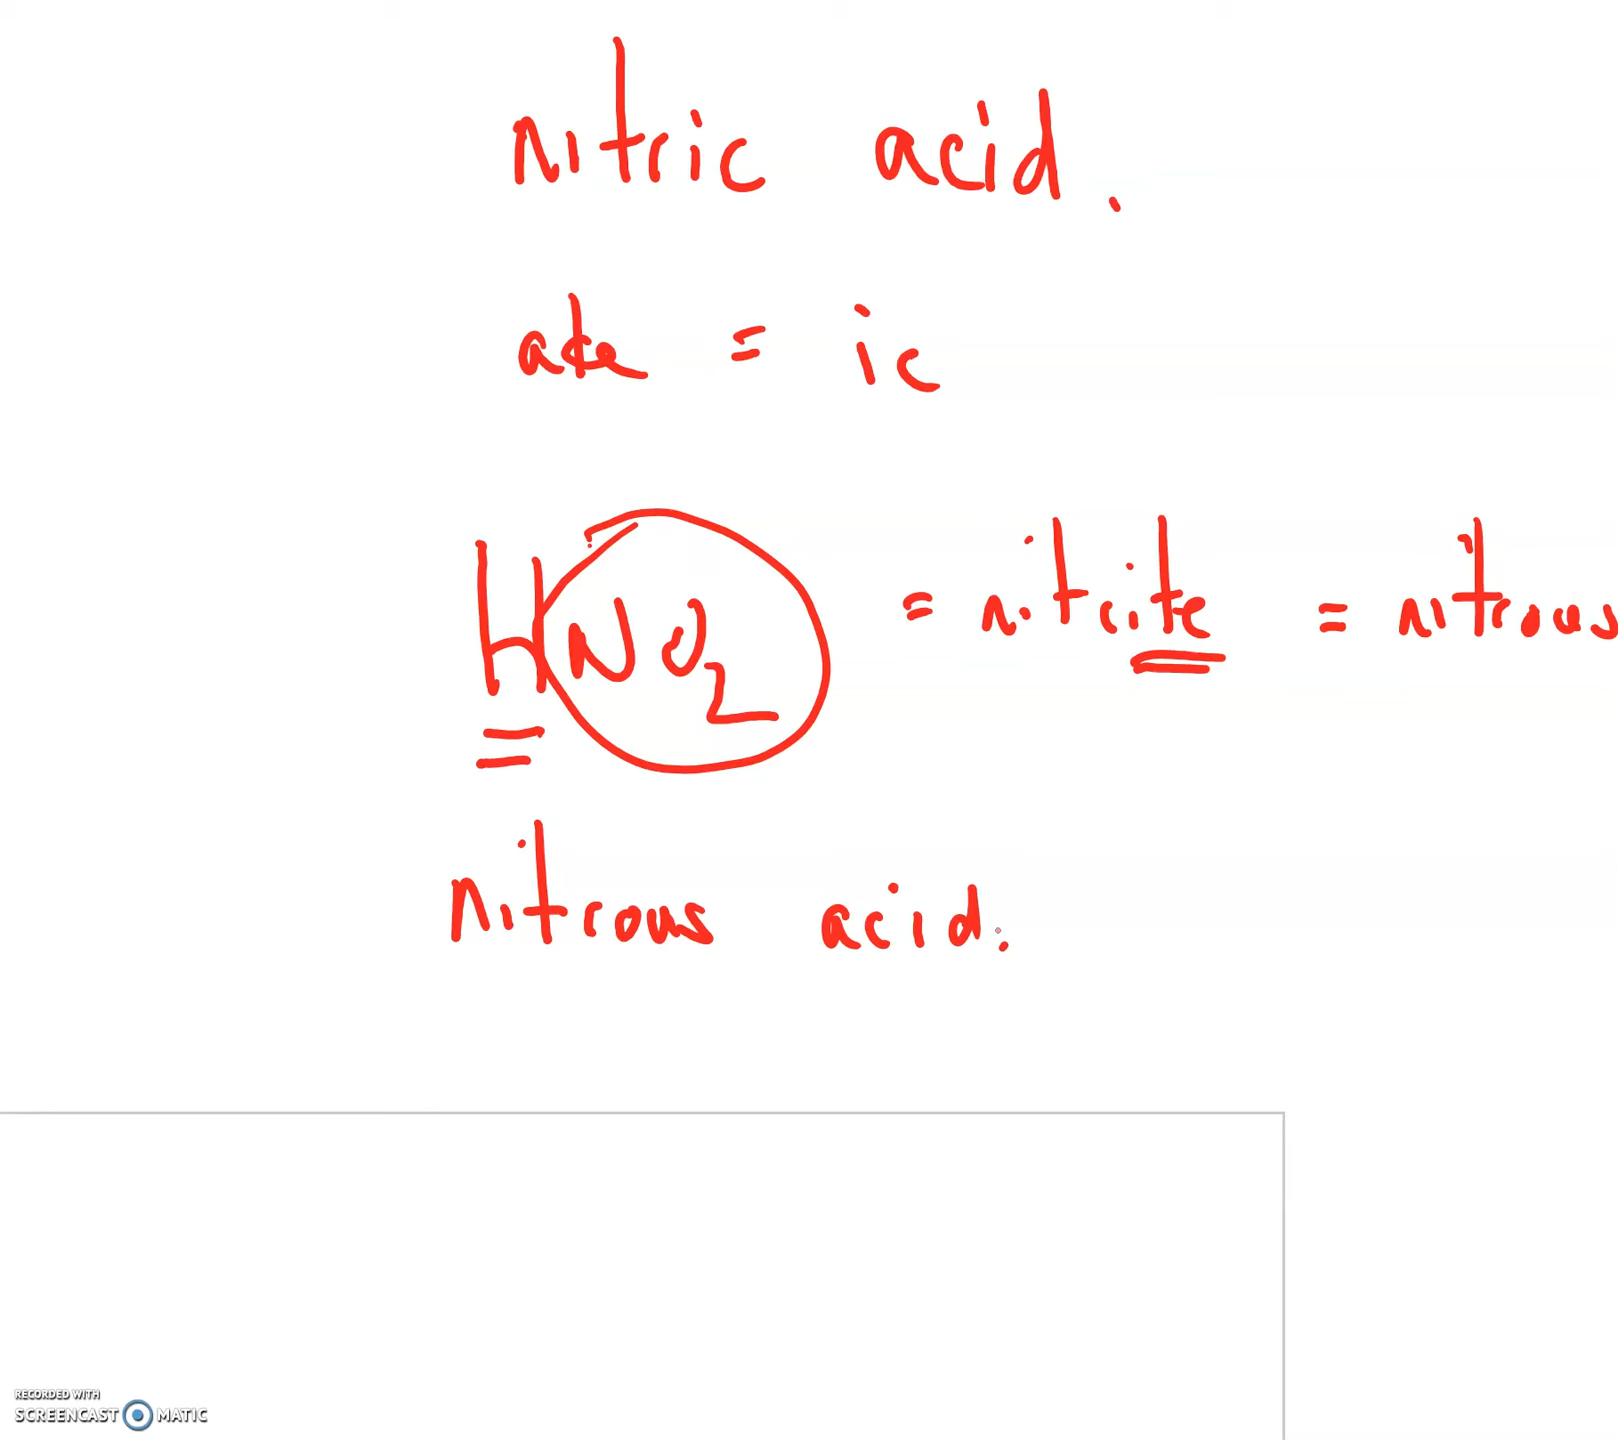 nitric acid.
ate = ic
HNO2 = nitrite = nitrous
nitrous acid.
RECORDED WITH
SCREENCAST MATIC